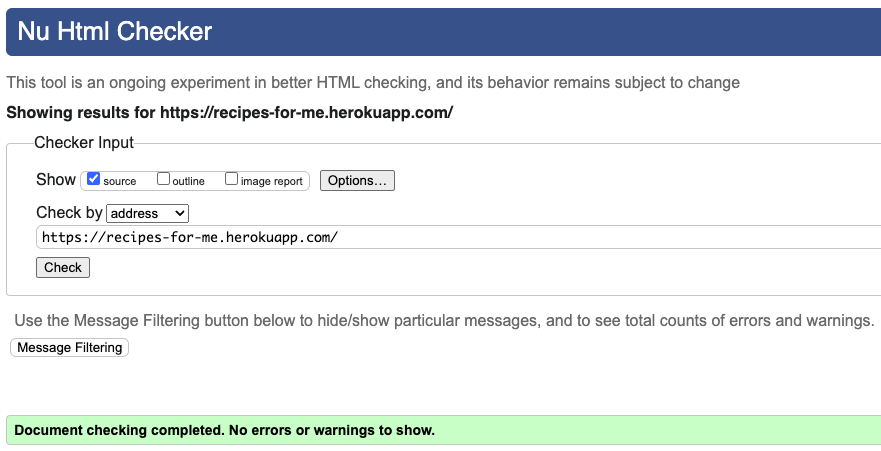 Nu Html Checker
This tool is an ongoing experiment in better HTML checking, and its behavior remains subject to change
Showing results for https://recipes-for-me.herokuapp.com/
Checker Input
Show source outline image report Options...
Check by address
https://recipes-for-me.herokuapp.com/
Check
Use the Message Filtering button below to hide/show particular messages, and to see total counts of errors and warnings.
Message Filtering
Document checking completed. No errors or warnings to show.